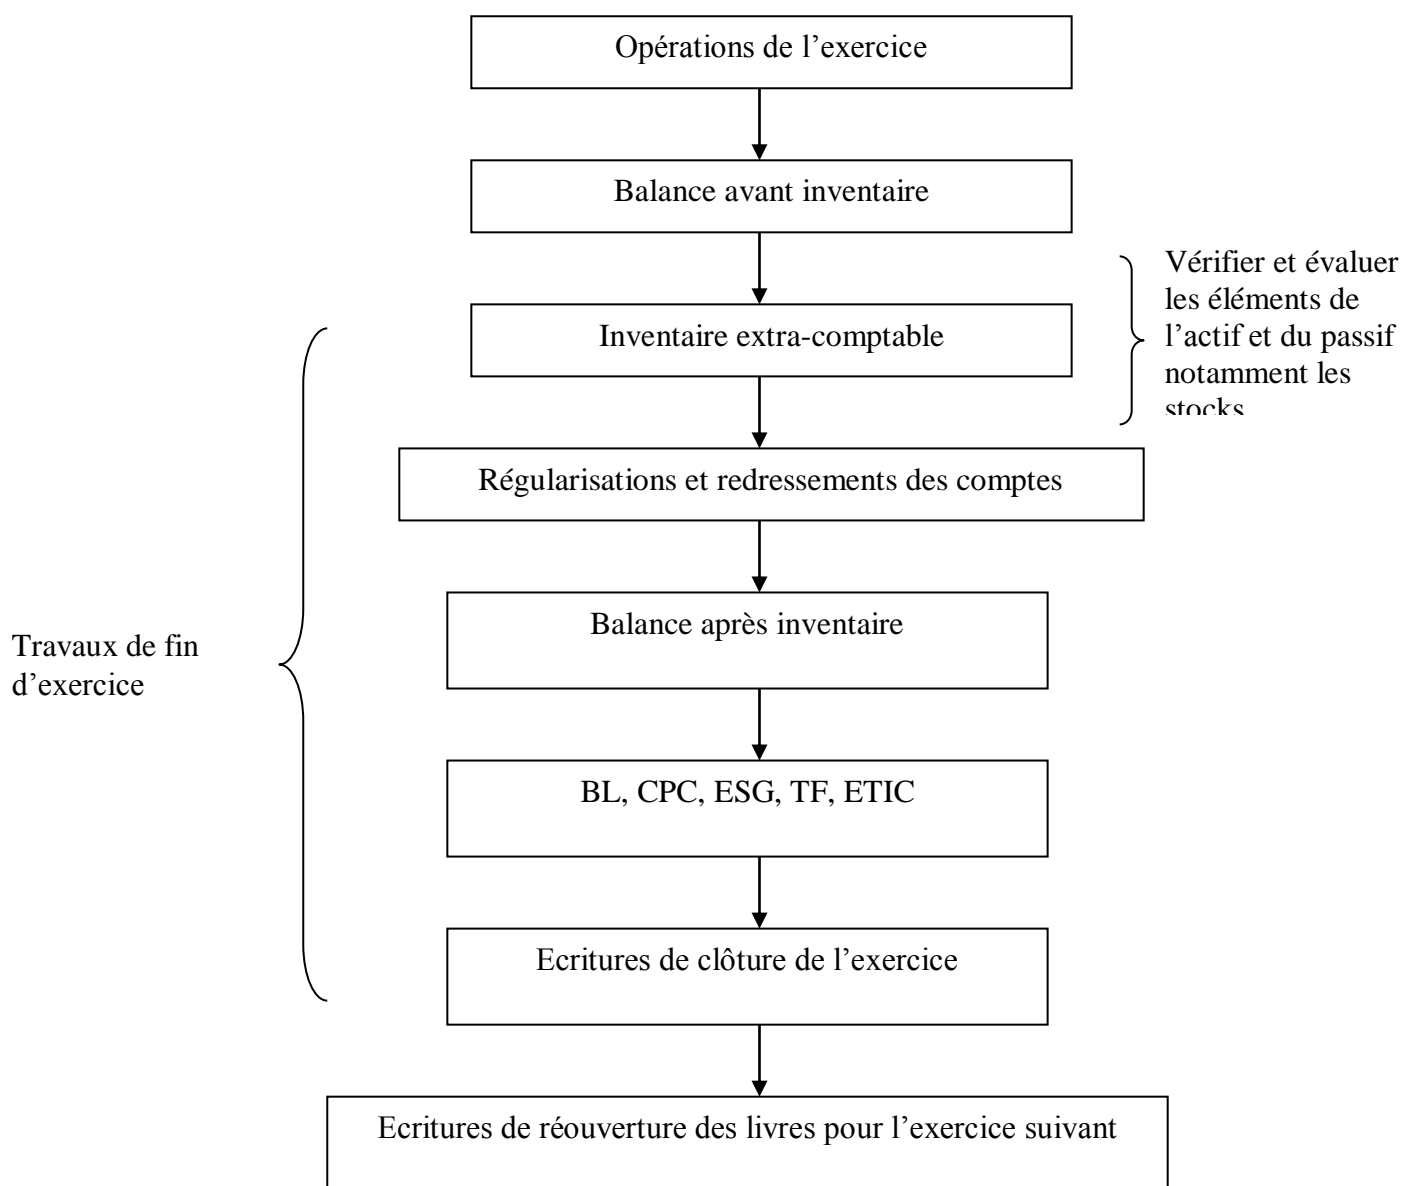 Opérations de l’exercice
Balance avant inventaire
Vérifier et évaluer
les éléments de
l’actif et du passif
notamment les
stocks
Inventaire extra-comptable
Régularisations et redressements des comptes
Balance après inventaire
Travaux de fin
d’exercice
BL, CPC, ESG, TF, ETIC
Ecritures de clôture de l’exercice
Ecritures de réouverture des livres pour l’exercice suivant